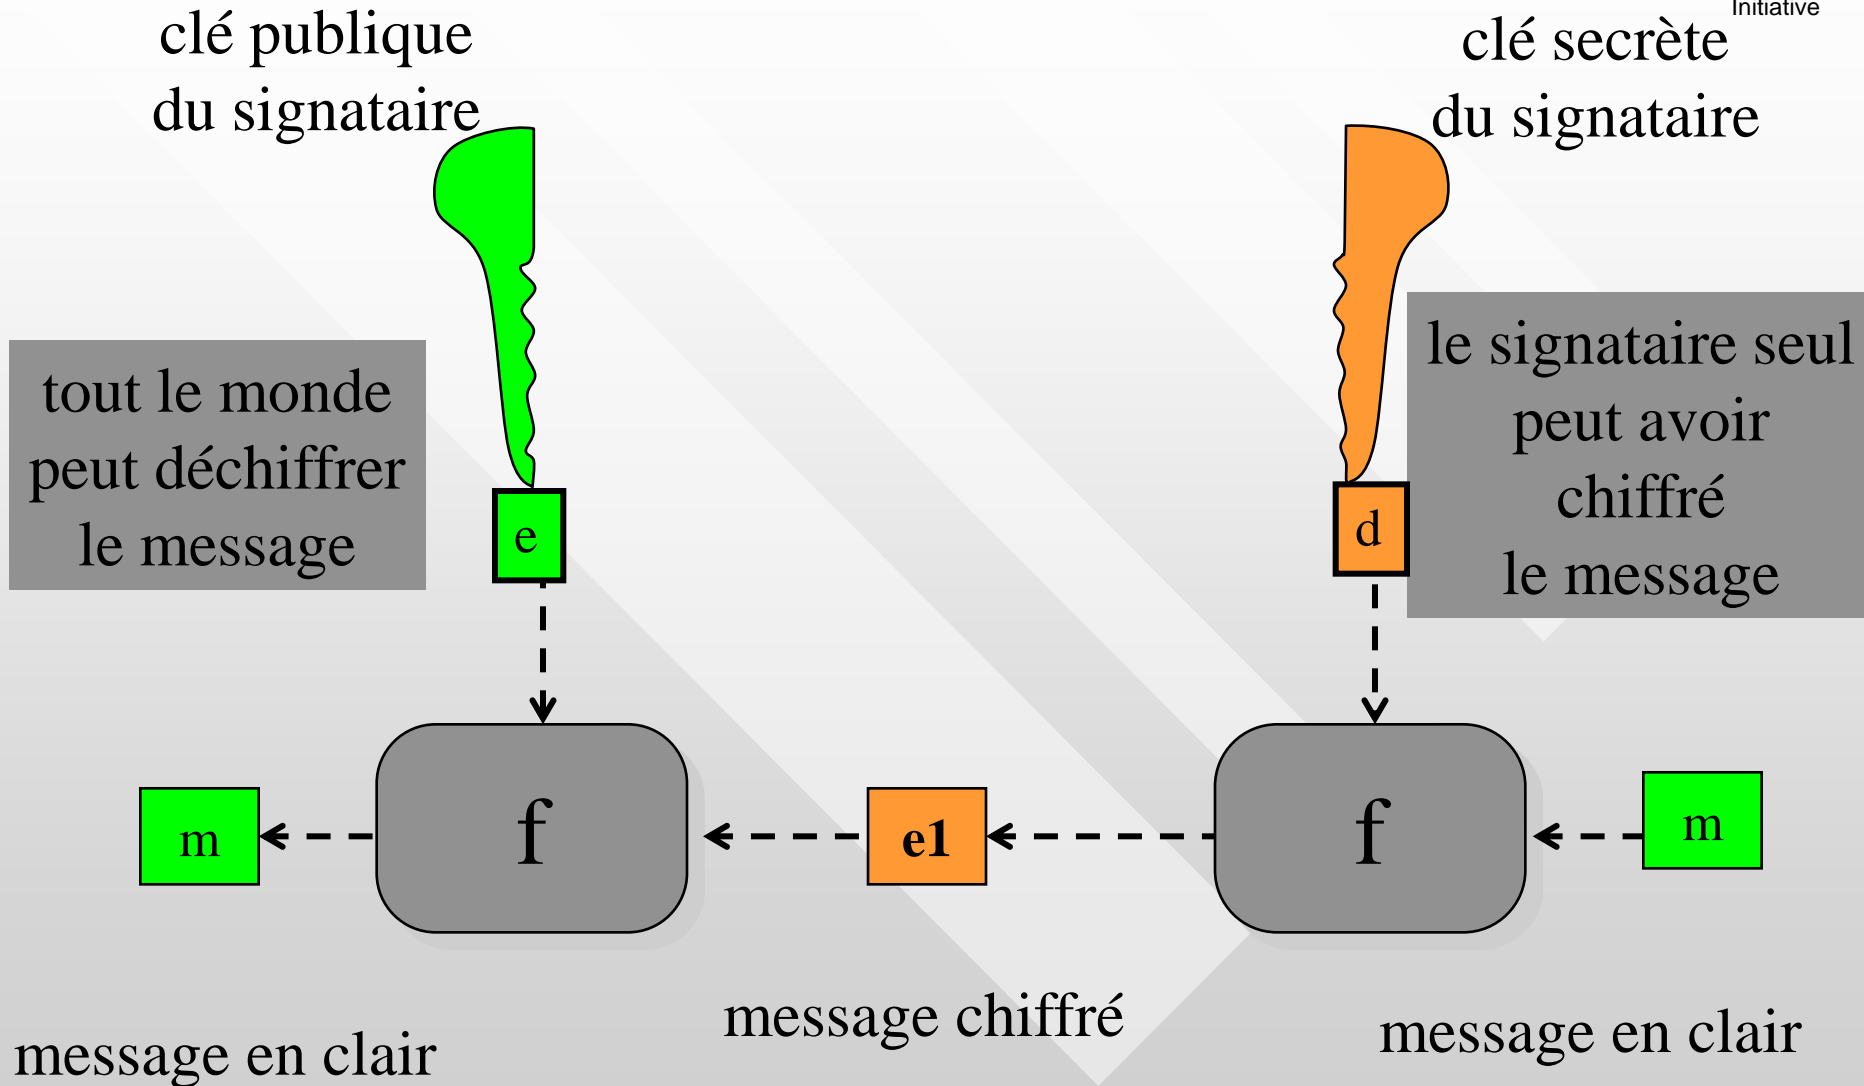 Initiative
clé publique
du signataire
clé secrète
du signataire
tout le monde
peut déchiffrer
le message
le signataire seul
peut avoir
chiffré
le message
e
d
m
f
e1
f
m
message en clair
message chiffré
message en clair